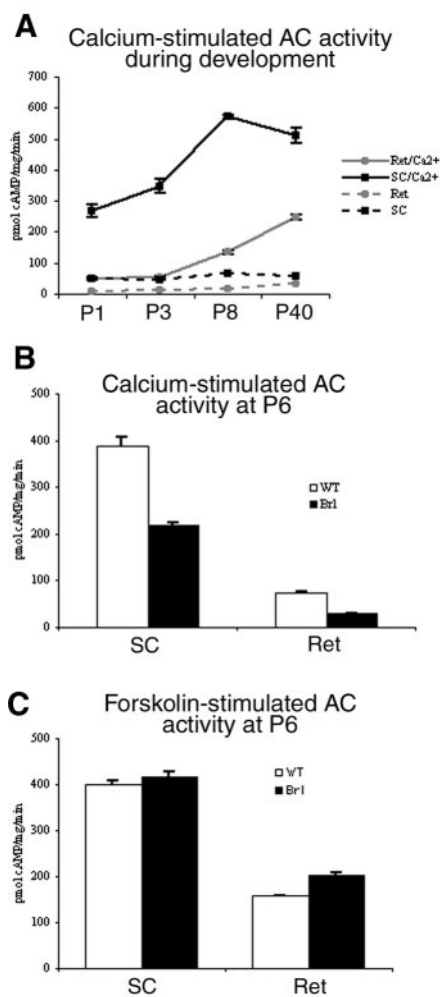 A
Calcium-stimulated AC activity
during development
700
600
500
400
300
200
100
0
pmol cAMP/mg/min
P1 P3 P8 P40
Ret/Ca2+
SC/Ca2+
Ret
SC
B
Calcium-stimulated AC
activity at P6
500
400
300
200
100
0
pmol cAMP/mg/min
WT
Brl
SC Ret
C
Forskolin-stimulated AC
activity at P6
500
400
300
200
100
0
pmol cAMP/mg/min
WT
Brl
SC Ret